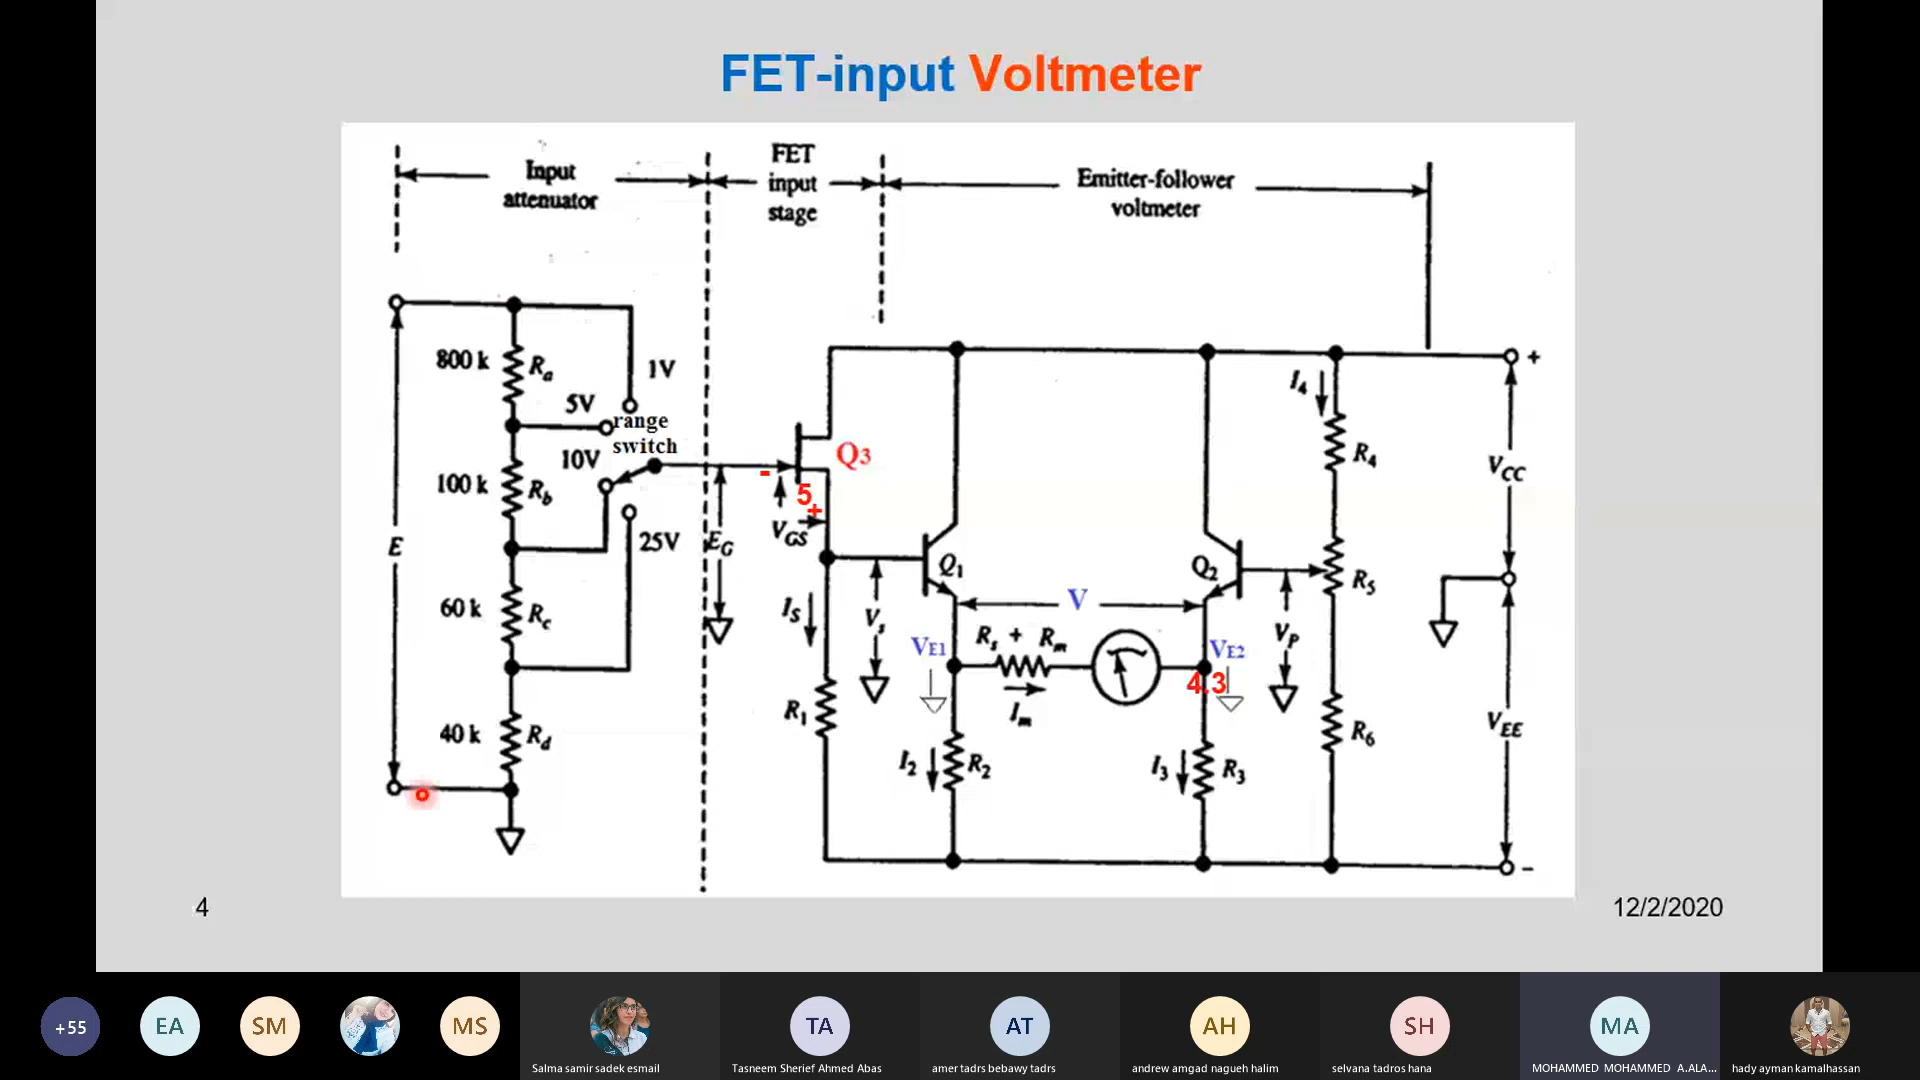 FET-input Voltmeter
Input
attenuator
FET
input
stage
Emitter-follower
voltmeter
800 k
Ra
1V
5V
range
switch
10V
100 k
Rb
25V
E
60 k
Rc
40 k
Rd
Q3
-
5
+
VGS
EG
IS
Vs
R1
Q1
Q2
V
VE1
Rs + Rm
Im
VE2
4.3
VP
I2
R2
I3
R3
I4
R4
R5
R6
+
VCC
VEE
-
4
12/2/2020
+55
EA
SM
MS
TA
AT
AH
SH
MA
Salma samir sadek esmail
Tasneem Sherief Ahmed Abas
amer tadrs bebawy tadrs
andrew amgad nagueh halim
selvana tadros hana
MOHAMMED MOHAMMED A.ALA...
hady ayman kamalhassan